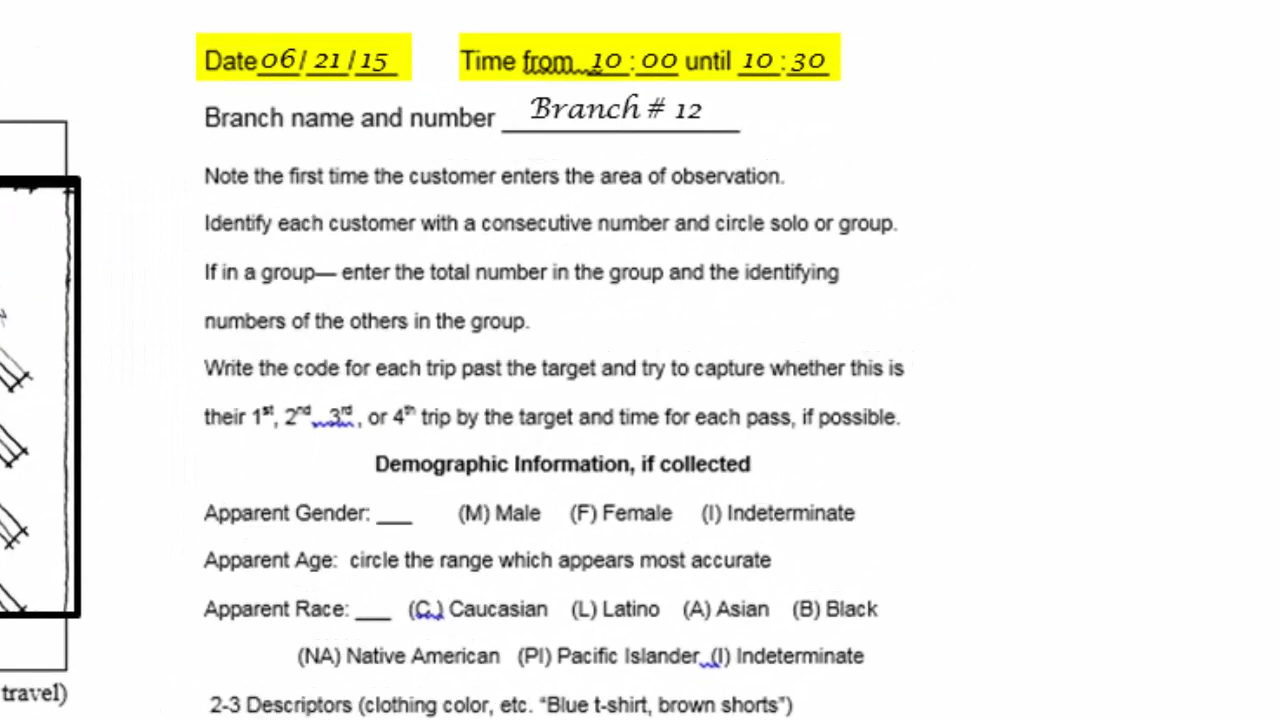 Date 06/ 21 /15 Time from 10 : 00 until 10 : 30
Branch name and number Branch # 12
Note the first time the customer enters the area of observation.
Identify each customer with a consecutive number and circle solo or group.
If in a group— enter the total number in the group and the identifying
numbers of the others in the group.
Write the code for each trip past the target and try to capture whether this is
their 1st, 2nd, 3rd, or 4th trip by the target and time for each pass, if possible.
Demographic Information, if collected
Apparent Gender: ___ (M) Male (F) Female (I) Indeterminate
Apparent Age: circle the range which appears most accurate
Apparent Race: ___ (C) Caucasian (L) Latino (A) Asian (B) Black
(NA) Native American (PI) Pacific Islander (I) Indeterminate
travel)
2-3 Descriptors (clothing color, etc. "Blue t-shirt, brown shorts")